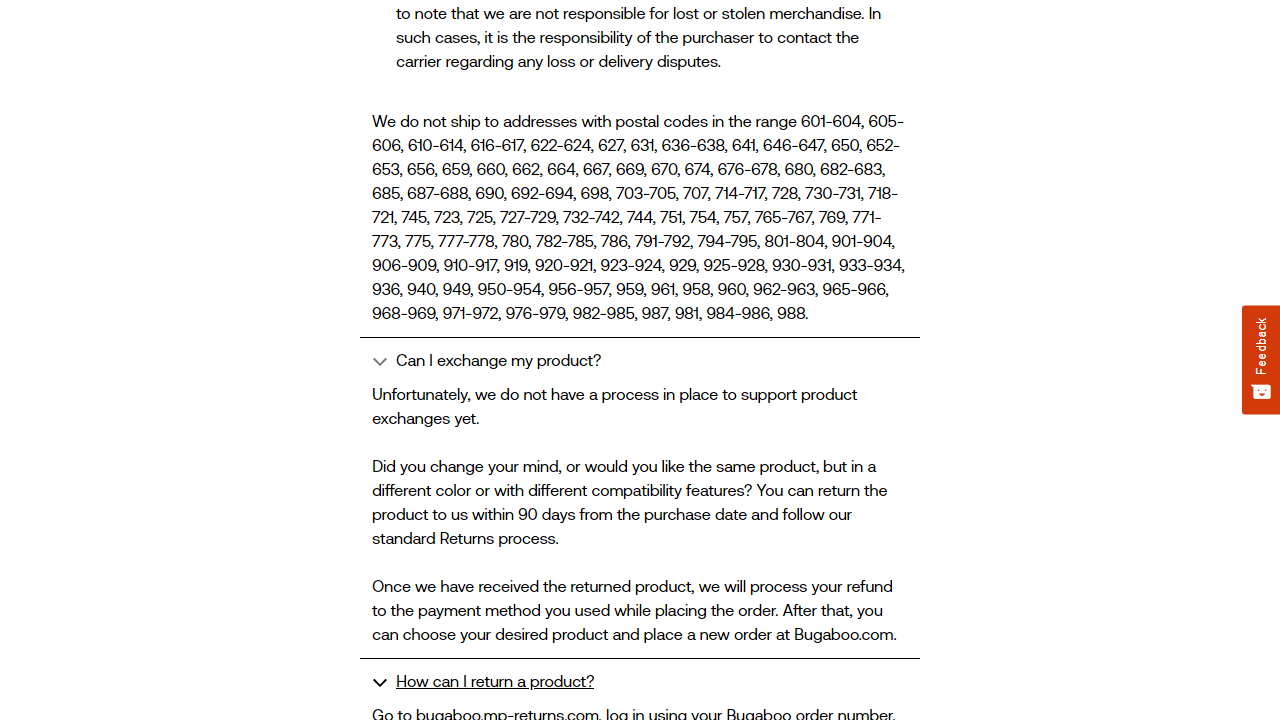 to note that we are not responsible for lost or stolen merchandise. In
such cases, it is the responsibility of the purchaser to contact the
carrier regarding any loss or delivery disputes.
We do not ship to addresses with postal codes in the range 601-604, 605-
606, 610-614, 616-617, 622-624, 627, 631, 636-638, 641, 646-647, 650, 652-
653, 656, 659, 660, 662, 664, 667, 669, 670, 674, 676-678, 680, 682-683,
685, 687-688, 690, 692-694, 698, 703-705, 707, 714-717, 728, 730-731, 718-
721, 745, 723, 725, 727-729, 732-742, 744, 751, 754, 757, 765-767, 769, 771-
773, 775, 777-778, 780, 782-785, 786, 791-792, 794-795, 801-804, 901-904,
906-909, 910-917, 919, 920-921, 923-924, 929, 925-928, 930-931, 933-934,
936, 940, 949, 950-954, 956-957, 959, 961, 958, 960, 962-963, 965-966,
968-969, 971-972, 976-979, 982-985, 987, 981, 984-986, 988.
Can I exchange my product?
Unfortunately, we do not have a process in place to support product
exchanges yet.
Did you change your mind, or would you like the same product, but in a
different color or with different compatibility features? You can return the
product to us within 90 days from the purchase date and follow our
standard Returns process.
Once we have received the returned product, we will process your refund
to the payment method you used while placing the order. After that, you
can choose your desired product and place a new order at Bugaboo.com.
How can I return a product?
Go to bugaboo.mp-returns.com, log in using your Bugaboo order number,
Feedback